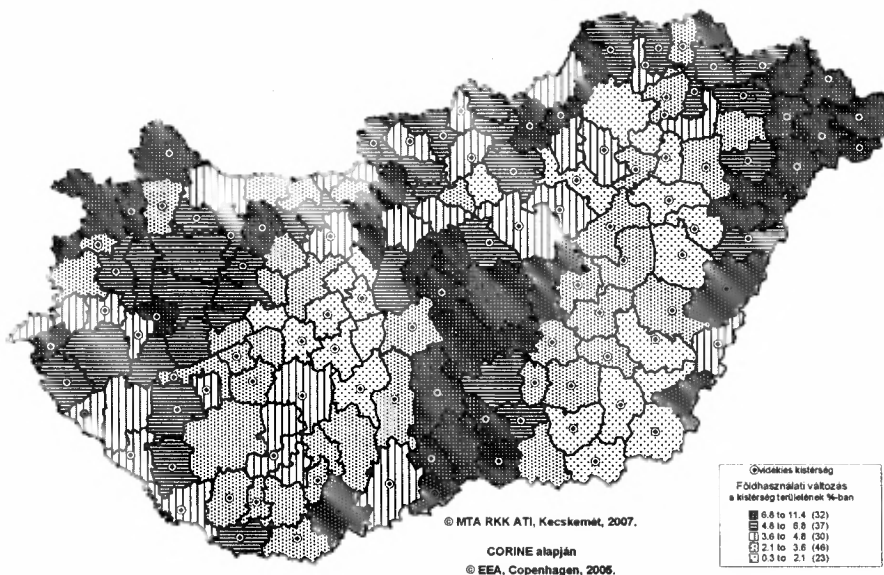 © MTA RKK ATI, Kecskemét, 2007.
CORINE alapján
© EEA, Copenhagen, 2005.
vidékies kistérség
Földhasználati változás
a kistérség területének %-ban
6.8 to 11.4 (32)
4.8 to 6.8 (37)
3.6 to 4.8 (30)
2.1 to 3.6 (46)
0.3 to 2.1 (23)